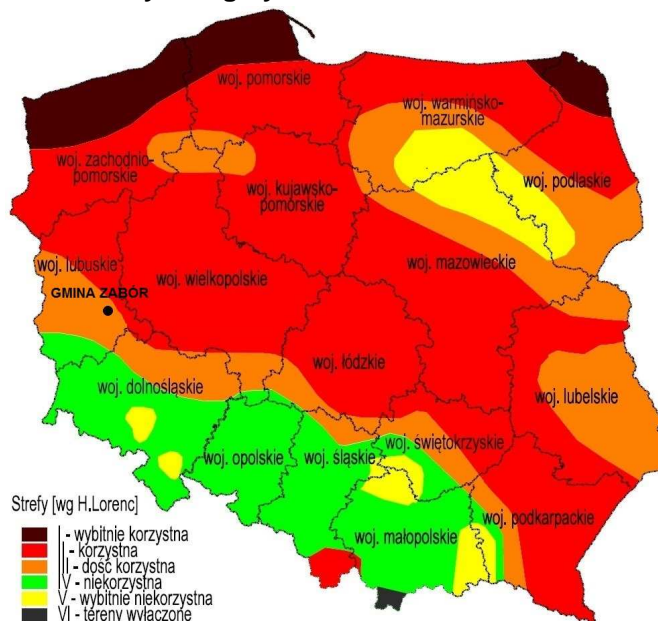 woj. pomorskie
woj. warmińsko-
mazurskie
woj. zachodnio-
pomorskie
woj. kujawsko-
pomorskie
woj. podlaskie
woj. lubuskie
woj. wielkopolskie
woj. mazowieckie
GMINA ZABÓR
woj. łódzkie
woj. dolnośląskie
woj. lubelskie
woj. opolskie
woj. śląskie
woj. świętokrzyskie
woj. małopolskie
woj. podkarpackie
Strefy [wg H.Lorenc]
I - wybitnie korzystna
II - korzystna
III - dość korzystna
IV - niekorzystna
V - wybitnie niekorzystna
VI - tereny wyłączone